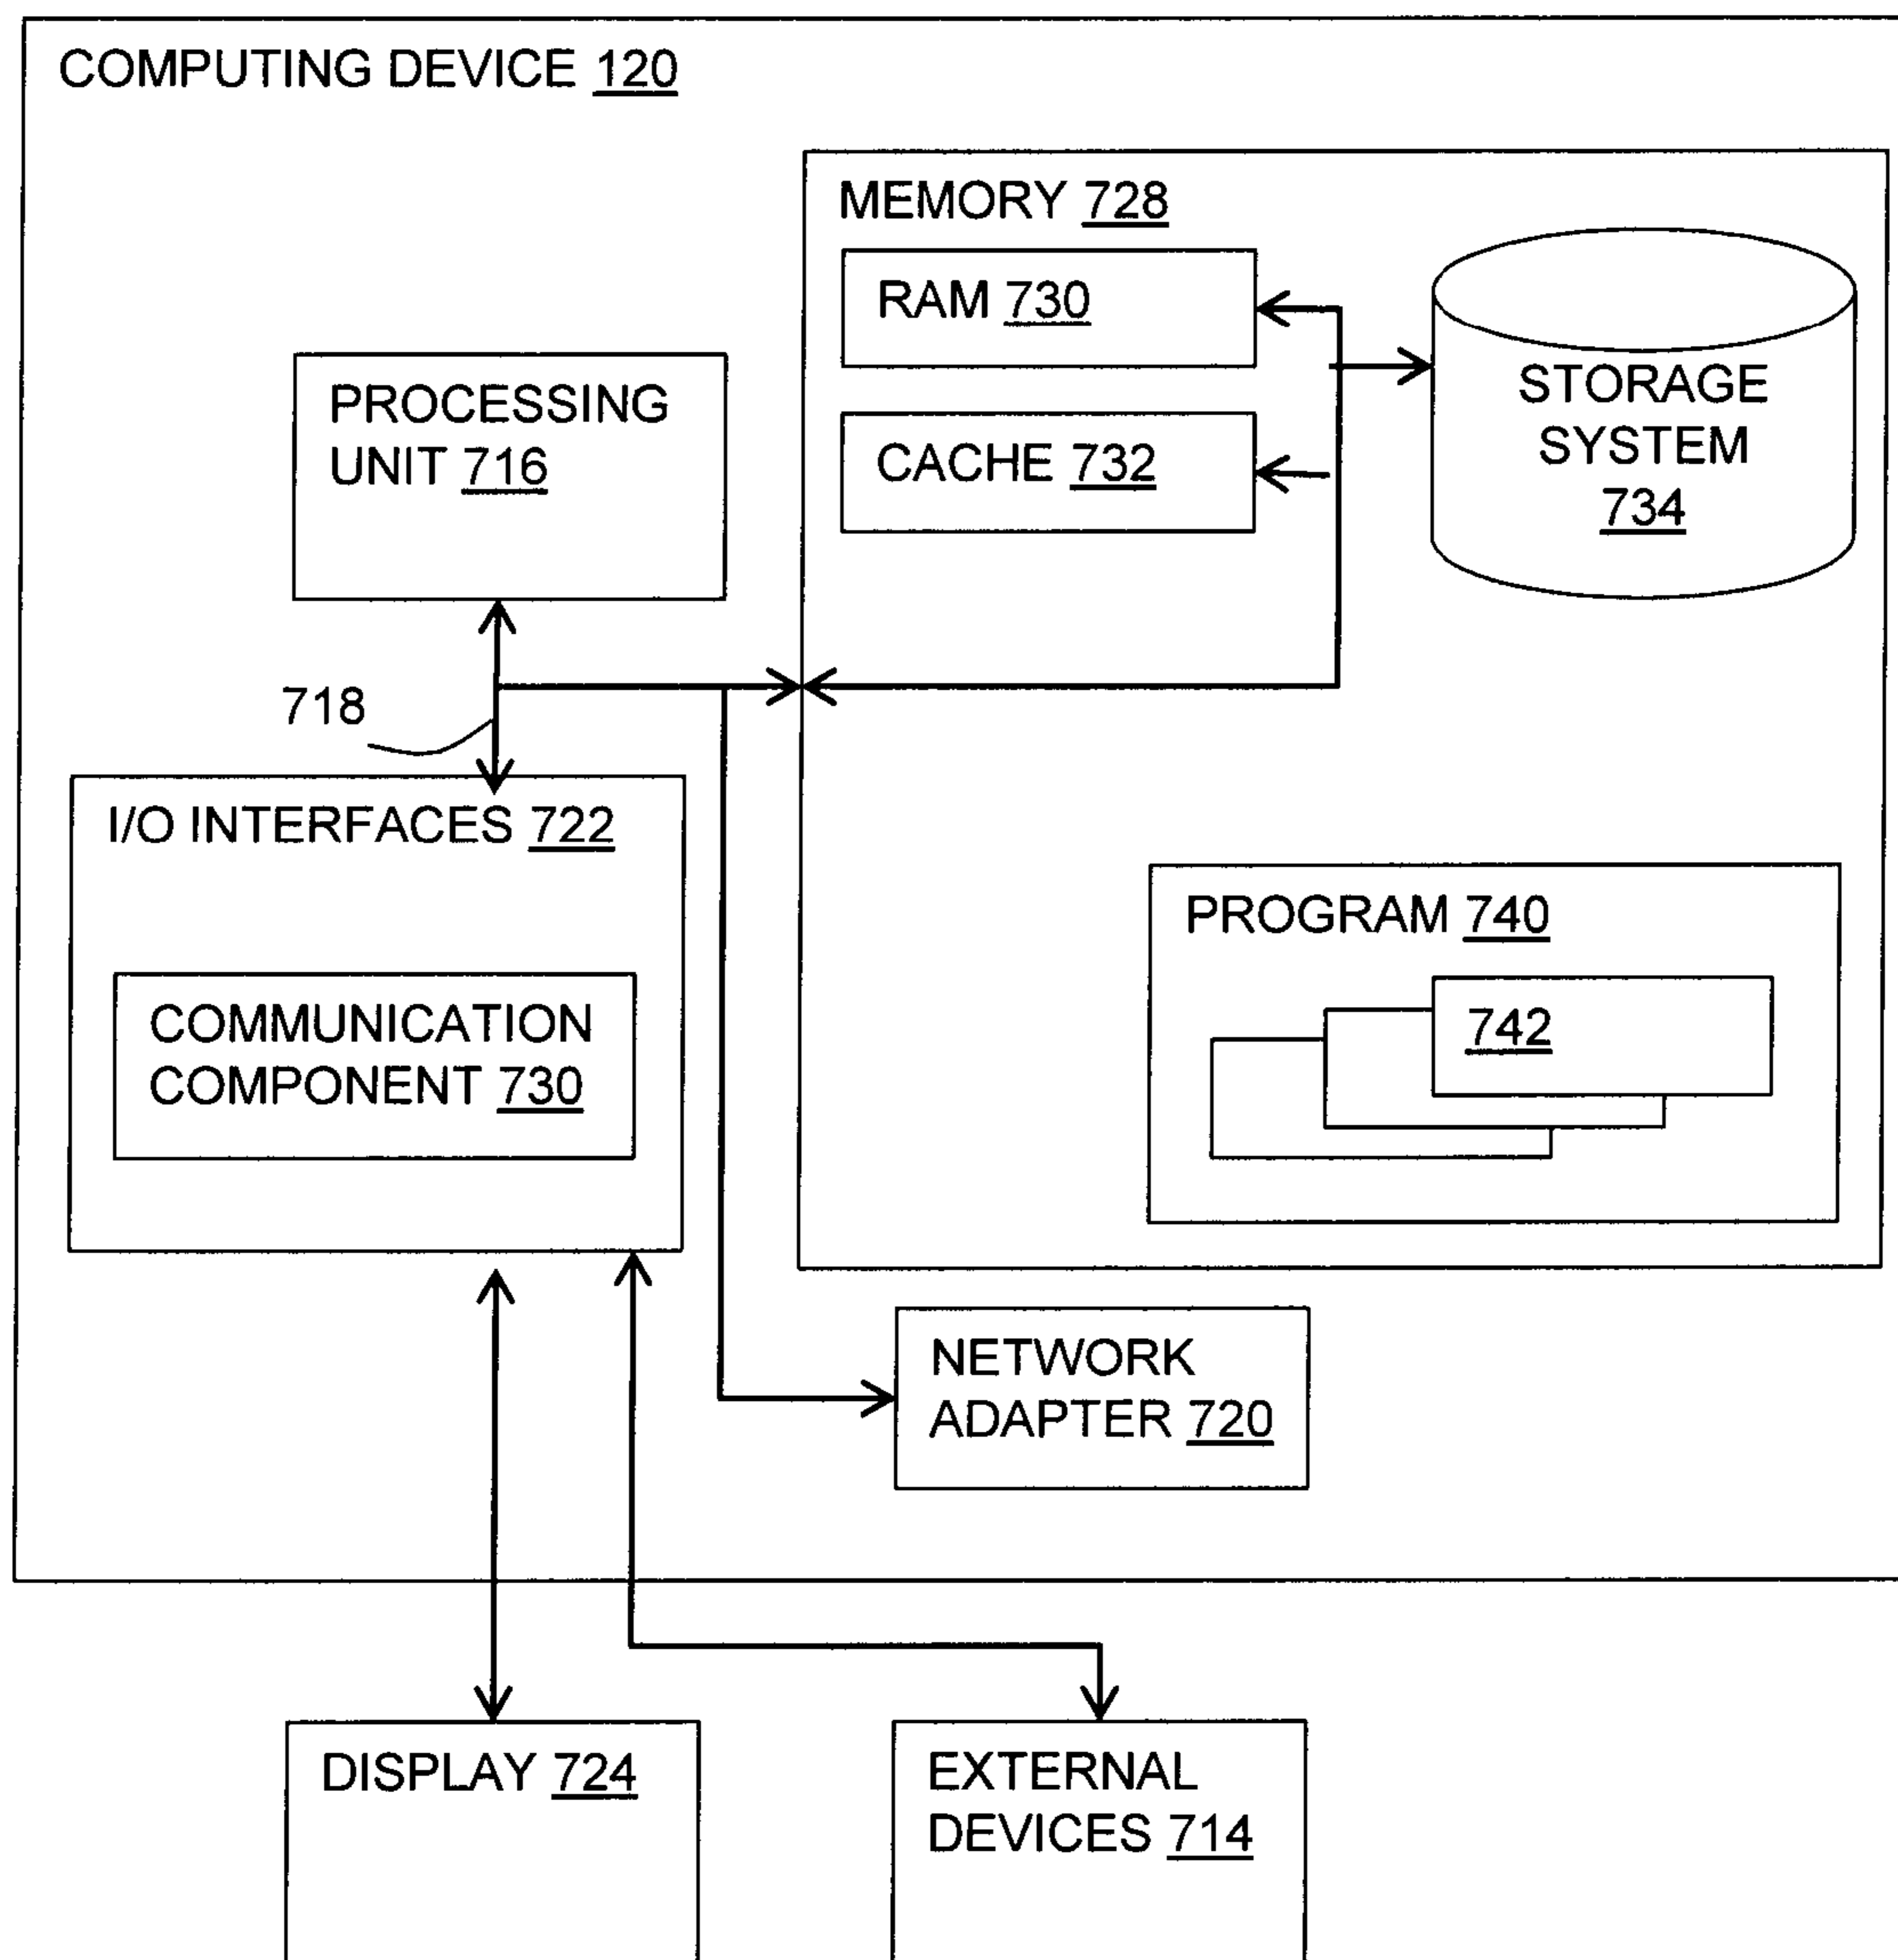 COMPUTING DEVICE 120
MEMORY 728
RAM 730
CACHE 732
STORAGE
SYSTEM
734
PROCESSING
UNIT 716
718
I/O INTERFACES 722
COMMUNICATION
COMPONENT 730
PROGRAM 740
742
NETWORK
ADAPTER 720
DISPLAY 724
EXTERNAL
DEVICES 714